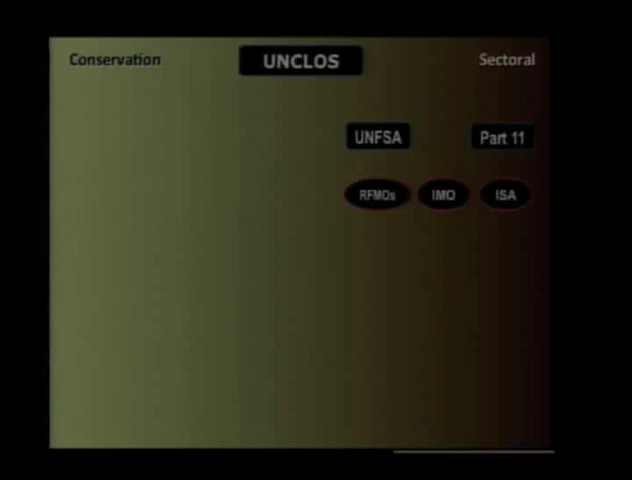 Conservation
UNCLOS
Sectoral
UNFSA
Part 11
RFMOs
IMO
ISA